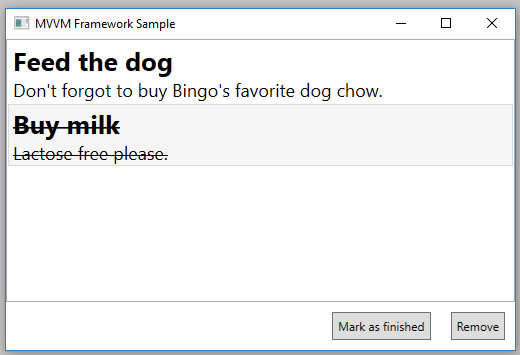 MVVM Framework Sample
Feed the dog
Don't forgot to buy Bingo's favorite dog chow.
Buy milk
Lactose free please.
Mark as finished
Remove